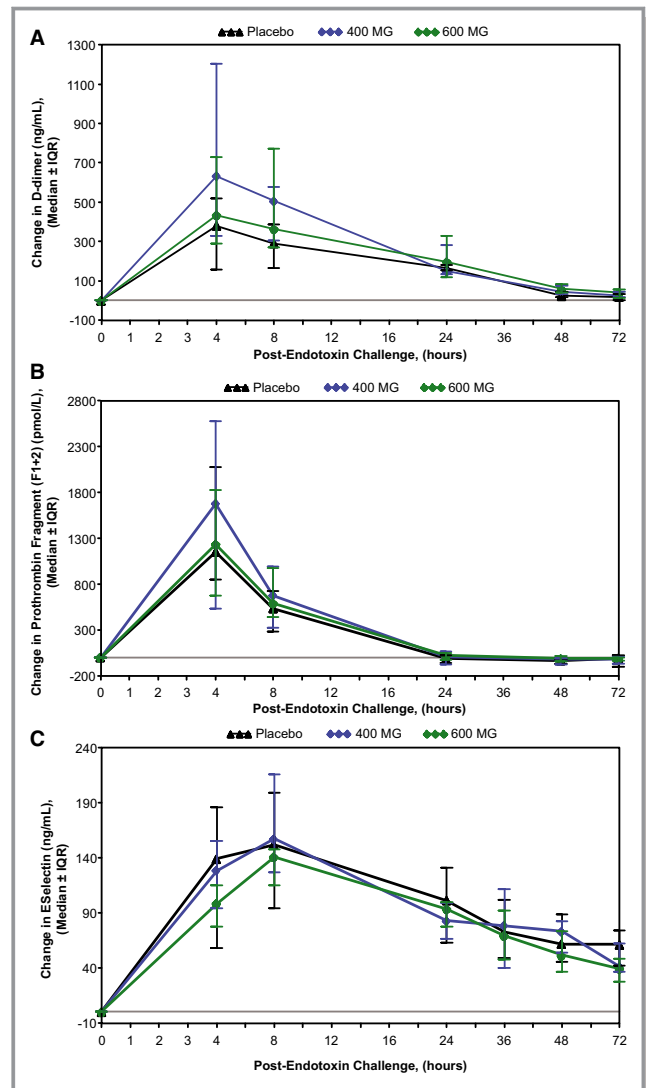 A
Placebo 400 MG 600 MG
Change in D-dimer (ng/mL),
(Median ± IQR)
1300
1100
900
700
500
300
100
-100
0 1 2 3 4 8 12 16 24 36 48 72
Post-Endotoxin Challenge, (hours)
B
Placebo 400 MG 600 MG
Change in Prothrombin Fragment (F1+2) (pmol/L),
(Median ± IQR)
2800
2300
1800
1300
800
300
-200
0 1 2 3 4 8 12 16 24 36 48 72
Post-Endotoxin Challenge, (hours)
C
Placebo 400 MG 600 MG
Change in ESelectin (ng/mL),
(Median ± IQR)
240
190
140
90
40
-10
0 1 2 3 4 8 12 16 24 36 48 72
Post-Endotoxin Challenge, (hours)